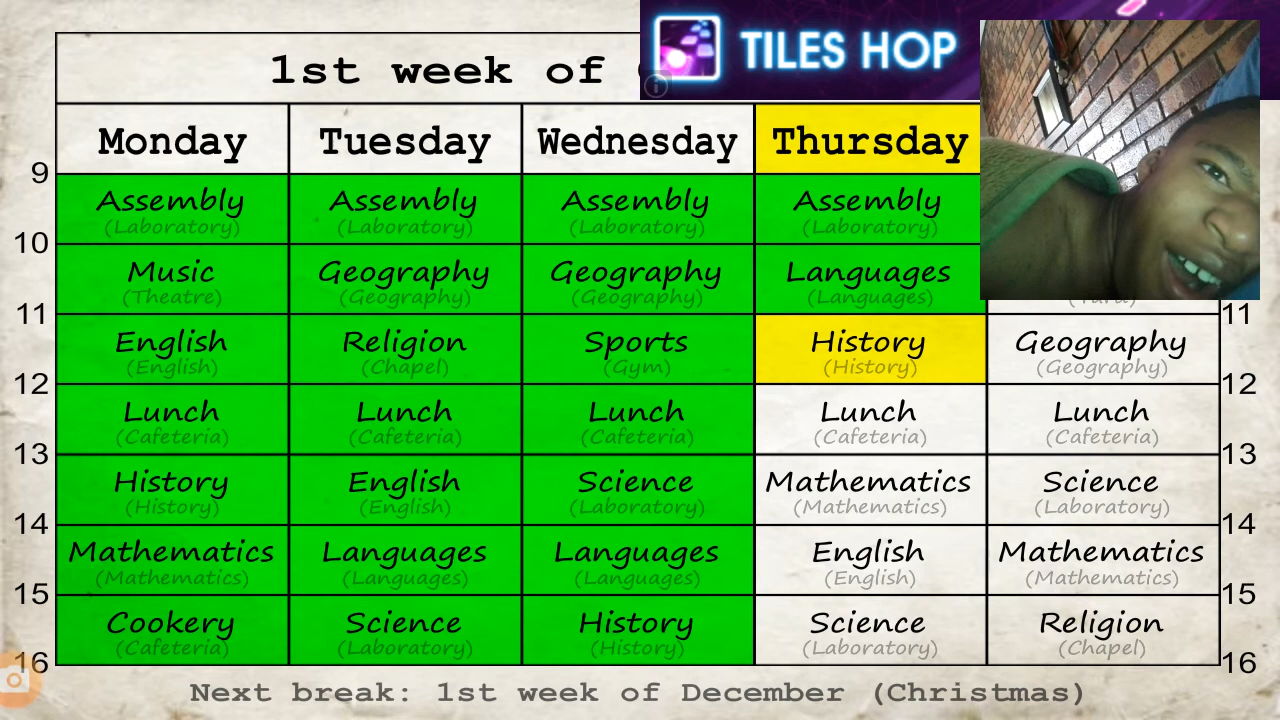 TILES HOP
1st week of
Monday Tuesday Wednesday Thursday
9
Assembly Assembly Assembly Assembly
(Laboratory) (Laboratory) (Laboratory) (Laboratory)
10
Music Geography Geography Languages
(Theatre) (Geography) (Geography) (Languages)
11 11
English Religion Sports History Geography
(English) (Chapel) (Gym) (History) (Geography)
12 12
Lunch Lunch Lunch Lunch Lunch
(Cafeteria) (Cafeteria) (Cafeteria) (Cafeteria) (Cafeteria)
13 13
History English Science Mathematics Science
(History) (English) (Laboratory) (Mathematics) (Laboratory)
14 14
Mathematics Languages Languages English Mathematics
(Mathematics) (Languages) (Languages) (English) (Mathematics)
15 15
Cookery Science History Science Religion
(Cafeteria) (Laboratory) (History) (Laboratory) (Chapel)
16 16
Next break: 1st week of December (Christmas)